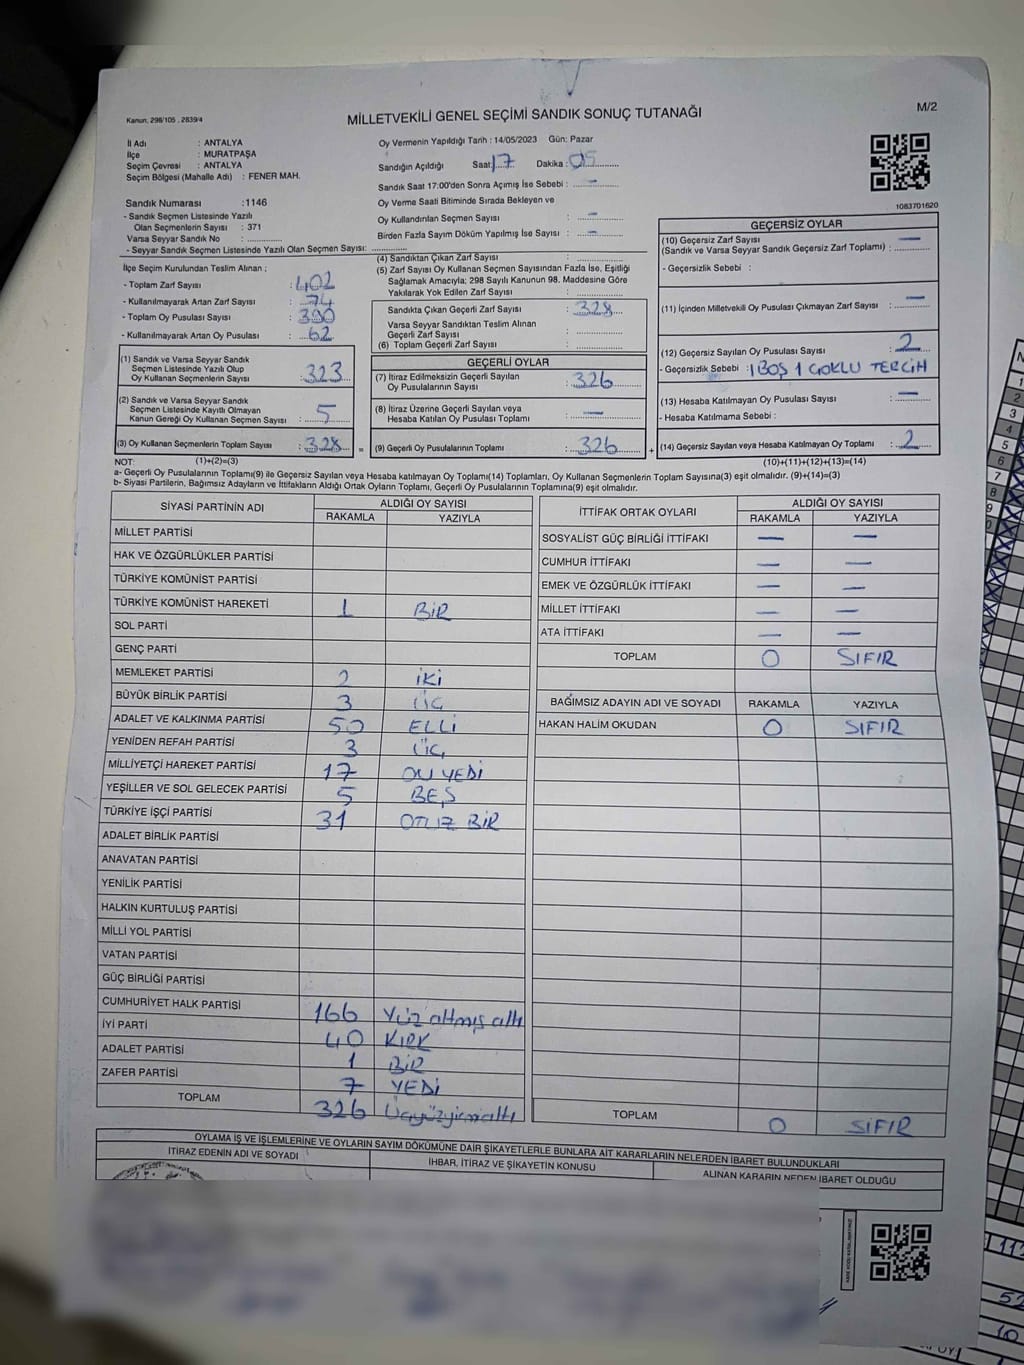 Kanun, 298/105 , 2839/4
MİLLETVEKİLİ GENEL SEÇİMİ SANDIK SONUÇ TUTANAĞI
M/2
İl Adı : ANTALYA
İlçe : MURATPAŞA
Seçim Çevresi : ANTALYA
Seçim Bölgesi (Mahalle Adı) : FENER MAH.
Oy Vermenin Yapıldığı Tarih : 14/05/2023 Gün: Pazar
Sandığın Açıldığı Saat: 17 Dakika : 05
Sandık Saat 17:00'den Sonra Açımış İse Sebebi : —
Oy Verme Saati Bitiminde Sırada Bekleyen ve
Oy Kullandırılan Seçmen Sayısı : —
Birden Fazla Sayım Döküm Yapılmış İse Sayısı : —
1083701620
Sandık Numarası :1146
- Sandık Seçmen Listesinde Yazılı
Olan Seçmenlerin Sayısı : 371
Varsa Seyyar Sandık No :
- Seyyar Sandık Seçmen Listesinde Yazılı Olan Seçmen Sayısı:
İlçe Seçim Kurulundan Teslim Alınan ;
- Toplam Zarf Sayısı : 402
- Kullanılmayarak Artan Zarf Sayısı : 74
- Toplam Oy Pusulası Sayısı : 390
- Kullanılmayarak Artan Oy Pusulası : 62
(1) Sandık ve Varsa Seyyar Sandık
Seçmen Listesinde Yazılı Olup
Oy Kullanan Seçmenlerin Sayısı : 323
(2) Sandık ve Varsa Seyyar Sandık
Seçmen Listesinde Kayıtlı Olmayan
Kanun Gereği Oy Kullanan Seçmen Sayısı : 5
(3) Oy Kullanan Seçmenlerin Toplam Sayısı : 328
(4) Sandıktan Çıkan Zarf Sayısı :
(5) Zarf Sayısı Oy Kullanan Seçmen Sayısından Fazla İse, Eşitliği
Sağlamak Amacıyla; 298 Sayılı Kanunun 98. Maddesine Göre
Yakılarak Yok Edilen Zarf Sayısı :
Sandıkta Çıkan Geçerli Zarf Sayısı : 328
Varsa Seyyar Sandıktan Teslim Alınan
Geçerli Zarf Sayısı :
(6) Toplam Geçerli Zarf Sayısı :
GEÇERLİ OYLAR
(7) İtiraz Edilmeksizin Geçerli Sayılan
Oy Pusulalarının Sayısı : 326
(8) İtiraz Üzerine Geçerli Sayılan veya
Hesaba Katılan Oy Pusulası Toplamı : —
= (9) Geçerli Oy Pusulalarının Toplamı : 326
GEÇERSİZ OYLAR
(10) Geçersiz Zarf Sayısı —
(Sandık ve Varsa Seyyar Sandık Geçersiz Zarf Toplamı) :
- Geçersizlik Sebebi :
(11) İçinden Milletvekili Oy Pusulası Çıkmayan Zarf Sayısı : —
(12) Geçersiz Sayılan Oy Pusulası Sayısı : 2
- Geçersizlik Sebebi : 1 BOŞ 1 ÇOKLU TERCİH
(13) Hesaba Katılmayan Oy Pusulası Sayısı : —
- Hesaba Katılmama Sebebi :
+ (14) Geçersiz Sayılan veya Hesaba Katılmayan Oy Toplamı : 2
NOT: (1)+(2)=(3) (10)+(11)+(12)+(13)=(14)
a- Geçerli Oy Pusulalarının Toplamı(9) ile Geçersiz Sayılan veya Hesaba katılmayan Oy Toplamı(14) Toplamları, Oy Kullanan Seçmenlerin Toplam Sayısına(3) eşit olmalıdır. (9)+(14)=(3)
b- Siyasi Partilerin, Bağımsız Adayların ve İttifakların Aldığı Ortak Oyların Toplamı, Geçerli Oy Pusulalarının Toplamına(9) eşit olmalıdır.
SİYASİ PARTİNİN ADI ALDIĞI OY SAYISI
RAKAMLA YAZIYLA
MİLLET PARTİSİ
HAK VE ÖZGÜRLÜKLER PARTİSİ
TÜRKİYE KOMÜNİST PARTİSİ
TÜRKİYE KOMÜNİST HAREKETİ 1 BİR
SOL PARTİ
GENÇ PARTİ
MEMLEKET PARTİSİ 2 İKİ
BÜYÜK BİRLİK PARTİSİ 3 ÜÇ
ADALET VE KALKINMA PARTİSİ 50 ELLİ
YENİDEN REFAH PARTİSİ 3 ÜÇ
MİLLİYETÇİ HAREKET PARTİSİ 17 ON YEDİ
YEŞİLLER VE SOL GELECEK PARTİSİ 5 BEŞ
TÜRKİYE İŞÇİ PARTİSİ 31 OTUZ BİR
ADALET BİRLİK PARTİSİ
ANAVATAN PARTİSİ
YENİLİK PARTİSİ
HALKIN KURTULUŞ PARTİSİ
MİLLİ YOL PARTİSİ
VATAN PARTİSİ
GÜÇ BİRLİĞİ PARTİSİ
CUMHURİYET HALK PARTİSİ 166 Yüz altmış altı
İYİ PARTİ 40 KIRK
ADALET PARTİSİ 1 BİR
ZAFER PARTİSİ 7 YEDİ
TOPLAM 326 Üçyüzyirmialtı
İTTİFAK ORTAK OYLARI ALDIĞI OY SAYISI
RAKAMLA YAZIYLA
SOSYALİST GÜÇ BİRLİĞİ İTTİFAKI — —
CUMHUR İTTİFAKI — —
EMEK VE ÖZGÜRLÜK İTTİFAKI — —
MİLLET İTTİFAKI — —
ATA İTTİFAKI — —
TOPLAM 0 SIFIR
BAĞIMSIZ ADAYIN ADI VE SOYADI RAKAMLA YAZIYLA
HAKAN HALİM OKUDAN 0 SIFIR
TOPLAM 0 SIFIR
OYLAMA İŞ VE İŞLEMLERİNE VE OYLARIN SAYIM DÖKÜMÜNE DAİR ŞİKAYETLERLE BUNLARA AİT KARARLARIN NELERDEN İBARET BULUNDUKLARI
İTİRAZ EDENİN ADI VE SOYADI
İHBAR, İTİRAZ VE ŞİKAYETİN KONUSU
ALINAN KARARIN NEDEN İBARET OLDUĞU